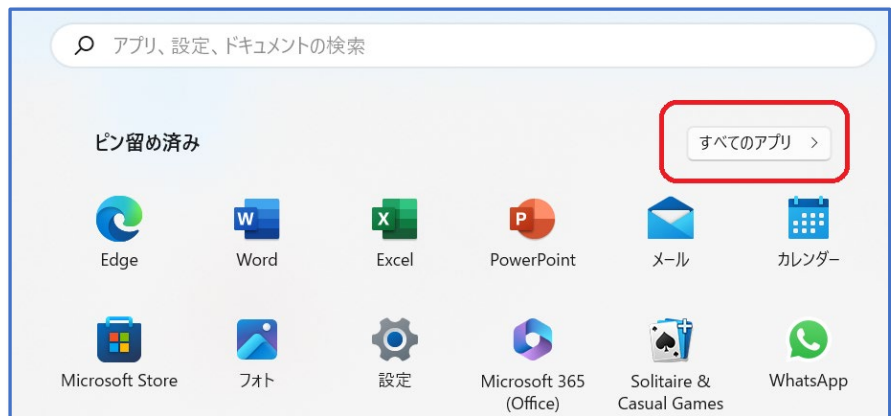 アプリ、設定、ドキュメントの検索
ピン留め済み
すべてのアプリ >
W
X
P
Edge
Word
Excel
PowerPoint
メール
カレンダー
Microsoft Store
フォト
設定
Microsoft 365
(Office)
Solitaire &
Casual Games
WhatsApp